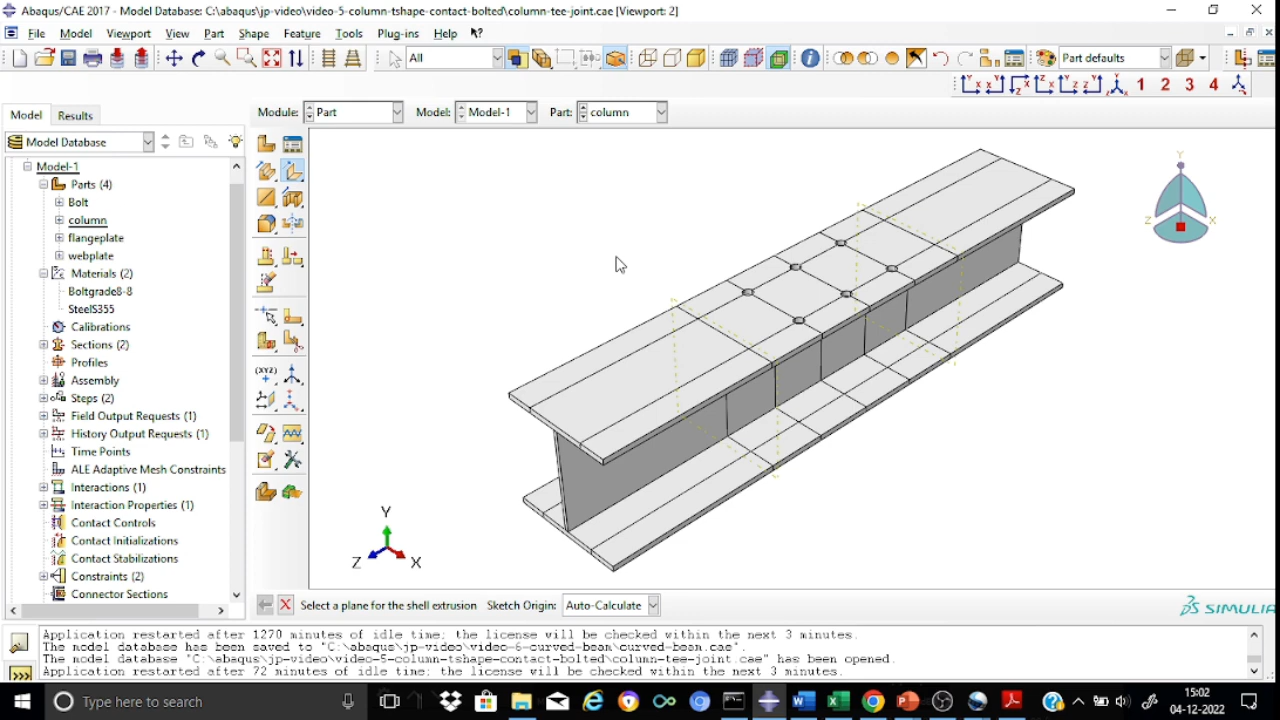 Abaqus/CAE 2017 - Model Database: C:\abaqus\jp-video\video-5-column-tshape-contact-bolted\column-tee-joint.cae [Viewport: 2]
File Model Viewport View Part Shape Feature Tools Plug-ins Help
All
Part defaults
1 2 3 4
Model Results
Module: Part Model: Model-1 Part: column
Model Database
Model-1
Parts (4)
Bolt
column
flangeplate
webplate
Materials (2)
Boltgrade8-8
SteelS355
Calibrations
Sections (2)
Profiles
Assembly
Steps (2)
Field Output Requests (1)
History Output Requests (1)
Time Points
ALE Adaptive Mesh Constraints
Interactions (1)
Interaction Properties (1)
Contact Controls
Contact Initializations
Contact Stabilizations
Constraints (2)
Connector Sections
(XYZ)
Y
Z X
Y
Z X
Select a plane for the shell extrusion Sketch Origin: Auto-Calculate
SIMULIA
Application restarted after 1270 minutes of idle time; the license will be checked within the next 3 minutes.
The model database has been saved to "C:\abaqus\jp-video\video-6-curved-beam\curved-beam.cae".
The model database "C:\abaqus\jp-video\video-5-column-tshape-contact-bolted\column-tee-joint.cae" has been opened.
Application restarted after 72 minutes of idle time; the license will be checked within the next 3 minutes.
Type here to search
15:02
04-12-2022